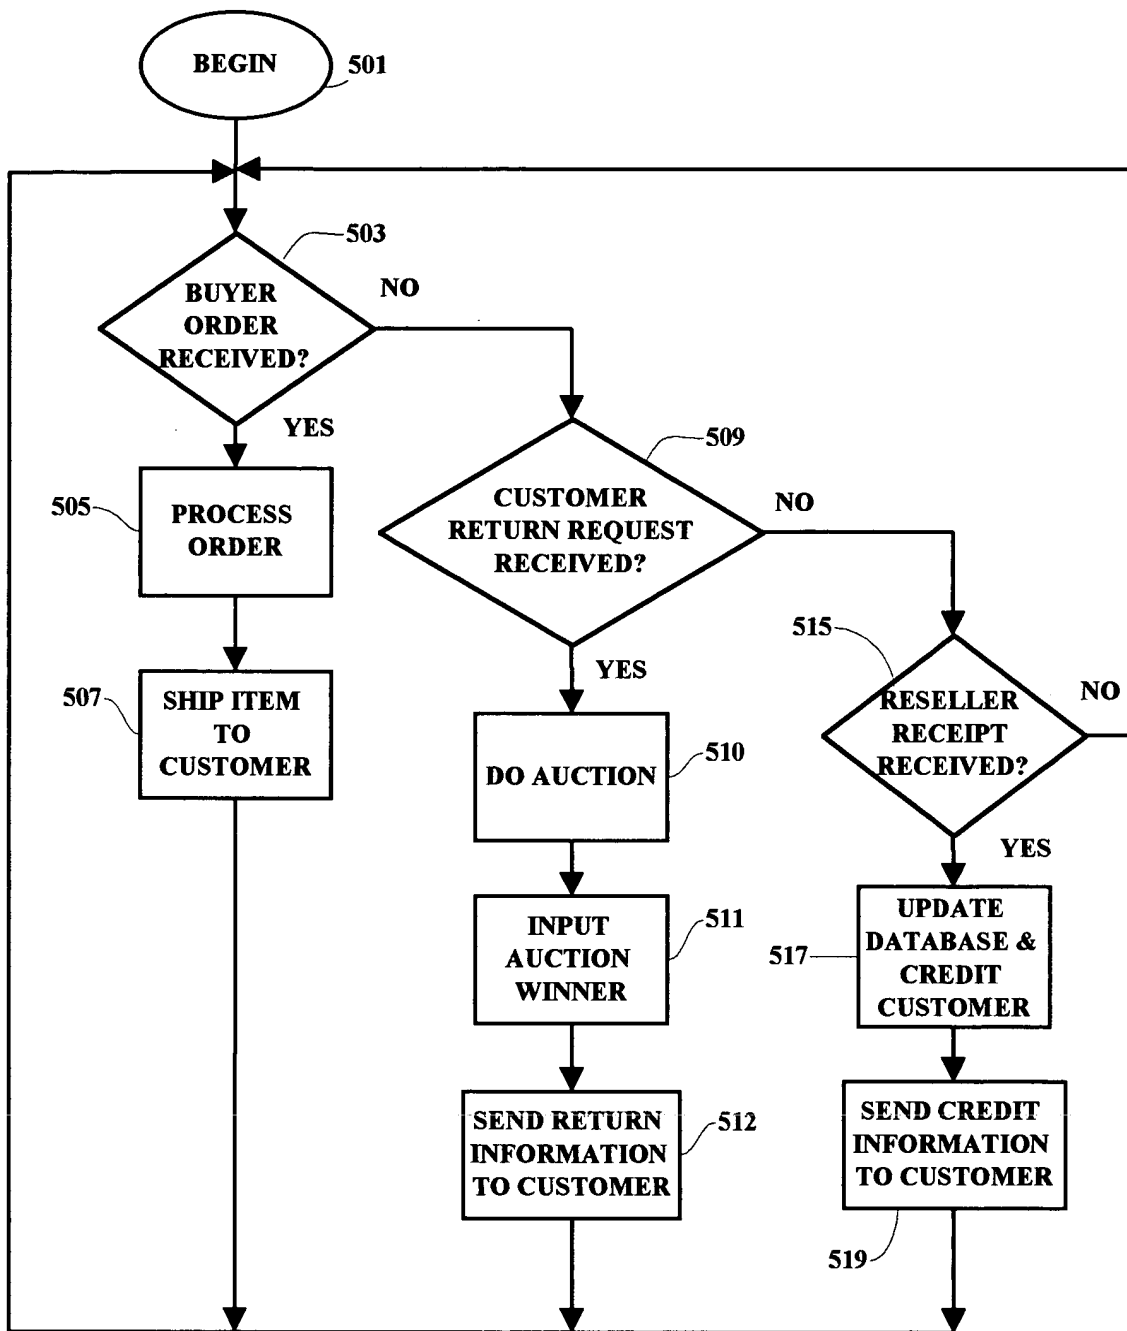 BEGIN
501
503
BUYER
ORDER
RECEIVED?
NO
YES
505
PROCESS
ORDER
507
SHIP ITEM
TO
CUSTOMER
509
CUSTOMER
RETURN REQUEST
RECEIVED?
NO
YES
510
DO AUCTION
511
INPUT
AUCTION
WINNER
512
SEND RETURN
INFORMATION
TO CUSTOMER
515
RESELLER
RECEIPT
RECEIVED?
NO
YES
517
UPDATE
DATABASE &
CREDIT
CUSTOMER
SEND CREDIT
INFORMATION
TO CUSTOMER
519